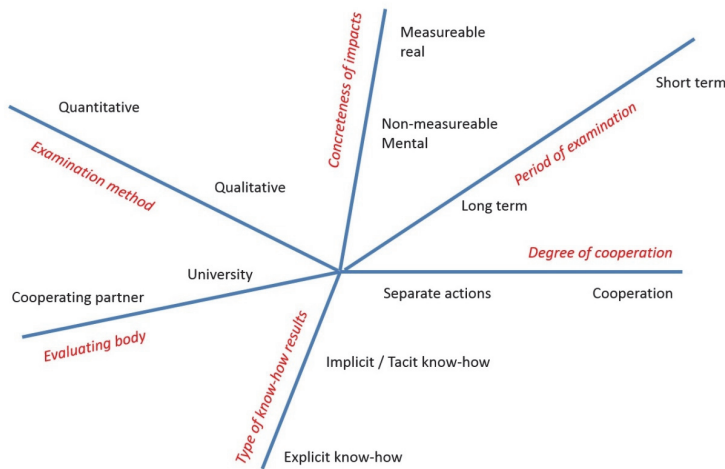 Measureable
real
Concreteness of impacts
Short term
Quantitative
Period of examination
Non-measureable
Mental
Examination method
Qualitative
Long term
Degree of cooperation
University
Cooperating partner
Separate actions
Cooperation
Evaluating body
Type of know-how results
Implicit / Tacit know-how
Explicit know-how